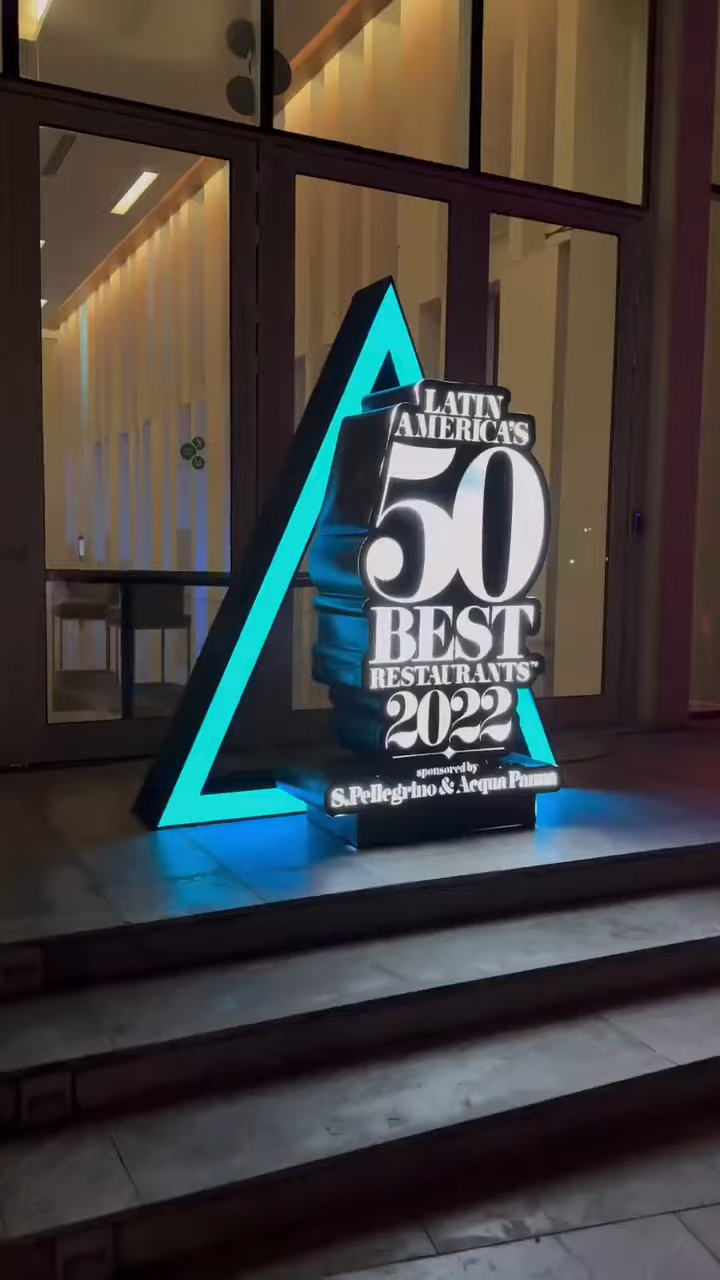 LATIN
AMERICA'S
50
BEST
RESTAURANTS™
2022
sponsored by
S.Pellegrino & Acqua Panna